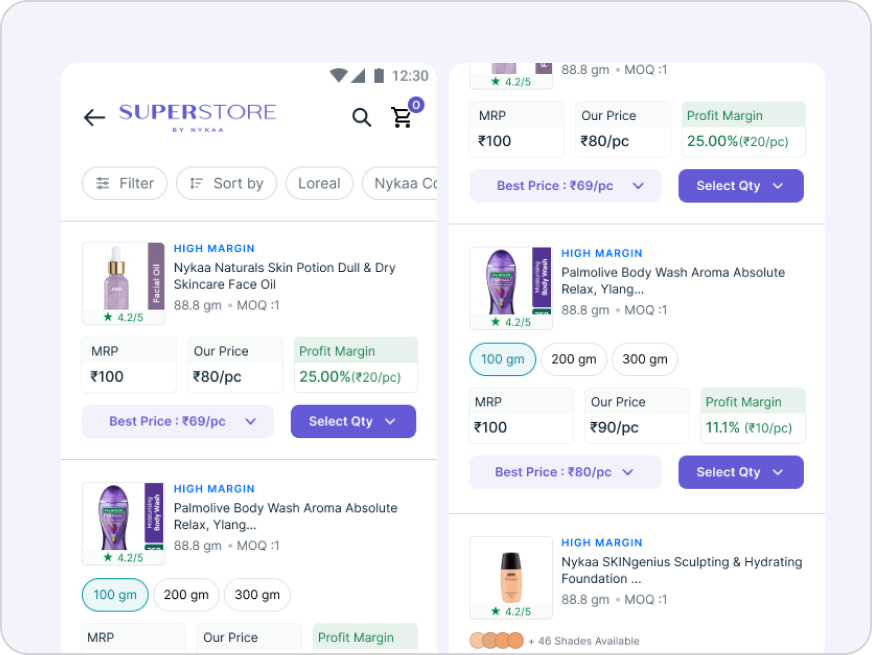 12:30
SUPERSTORE
BY NYKAA
0
Filter
Sort by
Loreal
Nykaa Co
HIGH MARGIN
Nykaa Naturals Skin Potion Dull & Dry
Skincare Face Oil
88.8 gm • MOQ :1
Facial Oil
★ 4.2/5
MRP
₹100
Our Price
₹80/pc
Profit Margin
25.00%(₹20/pc)
Best Price : ₹69/pc
Select Qty
HIGH MARGIN
Palmolive Body Wash Aroma Absolute
Relax, Ylang...
88.8 gm • MOQ :1
PALMOLIVE
Moisturising
Body Wash
★ 4.2/5
100 gm
200 gm
300 gm
MRP
Our Price
Profit Margin
88.8 gm • MOQ :1
★ 4.2/5
MRP
₹100
Our Price
₹80/pc
Profit Margin
25.00%(₹20/pc)
Best Price : ₹69/pc
Select Qty
HIGH MARGIN
Palmolive Body Wash Aroma Absolute
Relax, Ylang...
88.8 gm • MOQ :1
PALMOLIVE
Moisturising
Body Wash
★ 4.2/5
100 gm
200 gm
300 gm
MRP
₹100
Our Price
₹90/pc
Profit Margin
11.1% (₹10/pc)
Best Price : ₹80/pc
Select Qty
HIGH MARGIN
Nykaa SKINgenius Sculpting & Hydrating
Foundation ...
88.8 gm • MOQ :1
★ 4.2/5
+ 46 Shades Available